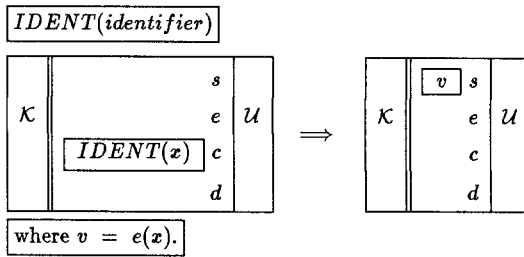 IDENT(identifier)
v s
s
K e U ⟹ K e U
IDENT(x) c c
d d
where v = e(x).